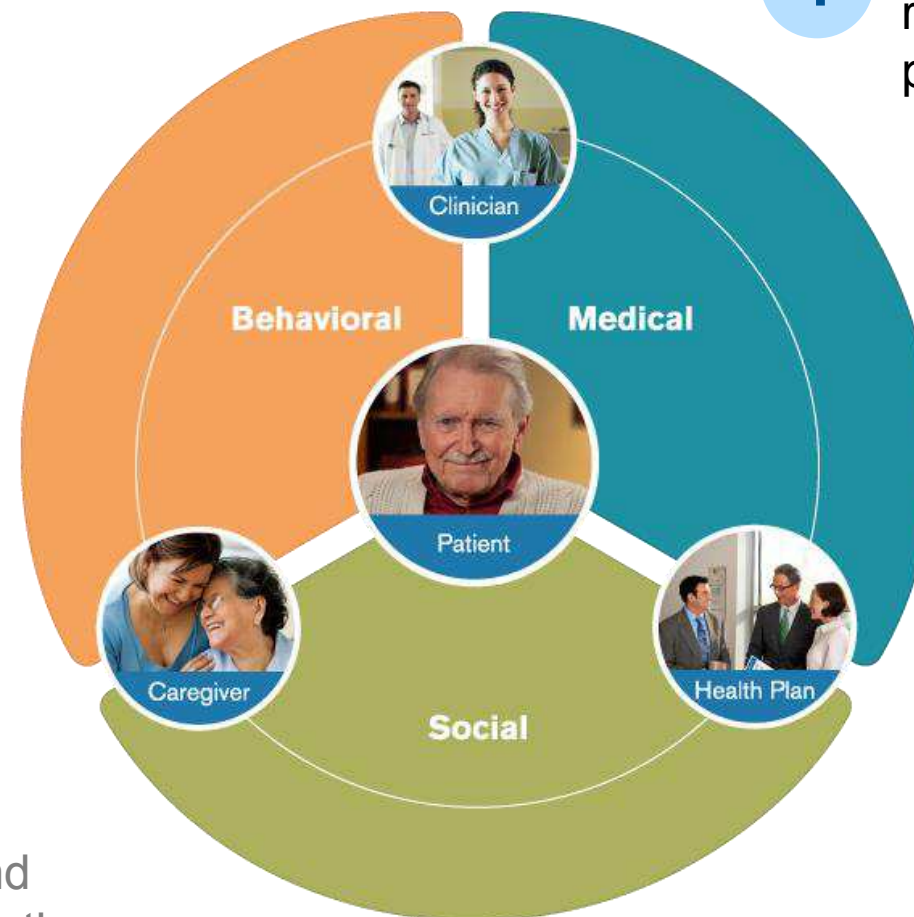 Clinician
Behavioral
Medical
Patient
Caregiver
Health Plan
Social